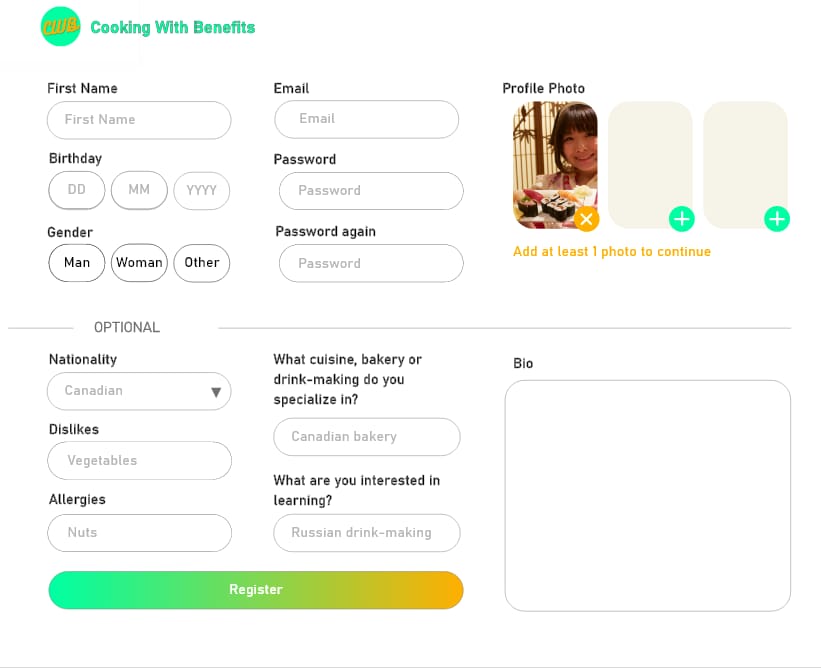 CWB
Cooking With Benefits
First Name
First Name
Birthday
DD
MM
YYYY
Gender
Man
Woman
Other
Email
Email
Password
Password
Password again
Password
Profile Photo
Add at least 1 photo to continue
OPTIONAL
Nationality
Canadian
Dislikes
Vegetables
Allergies
Nuts
What cuisine, bakery or
drink-making do you
specialize in?
Canadian bakery
What are you interested in
learning?
Russian drink-making
Bio
Register